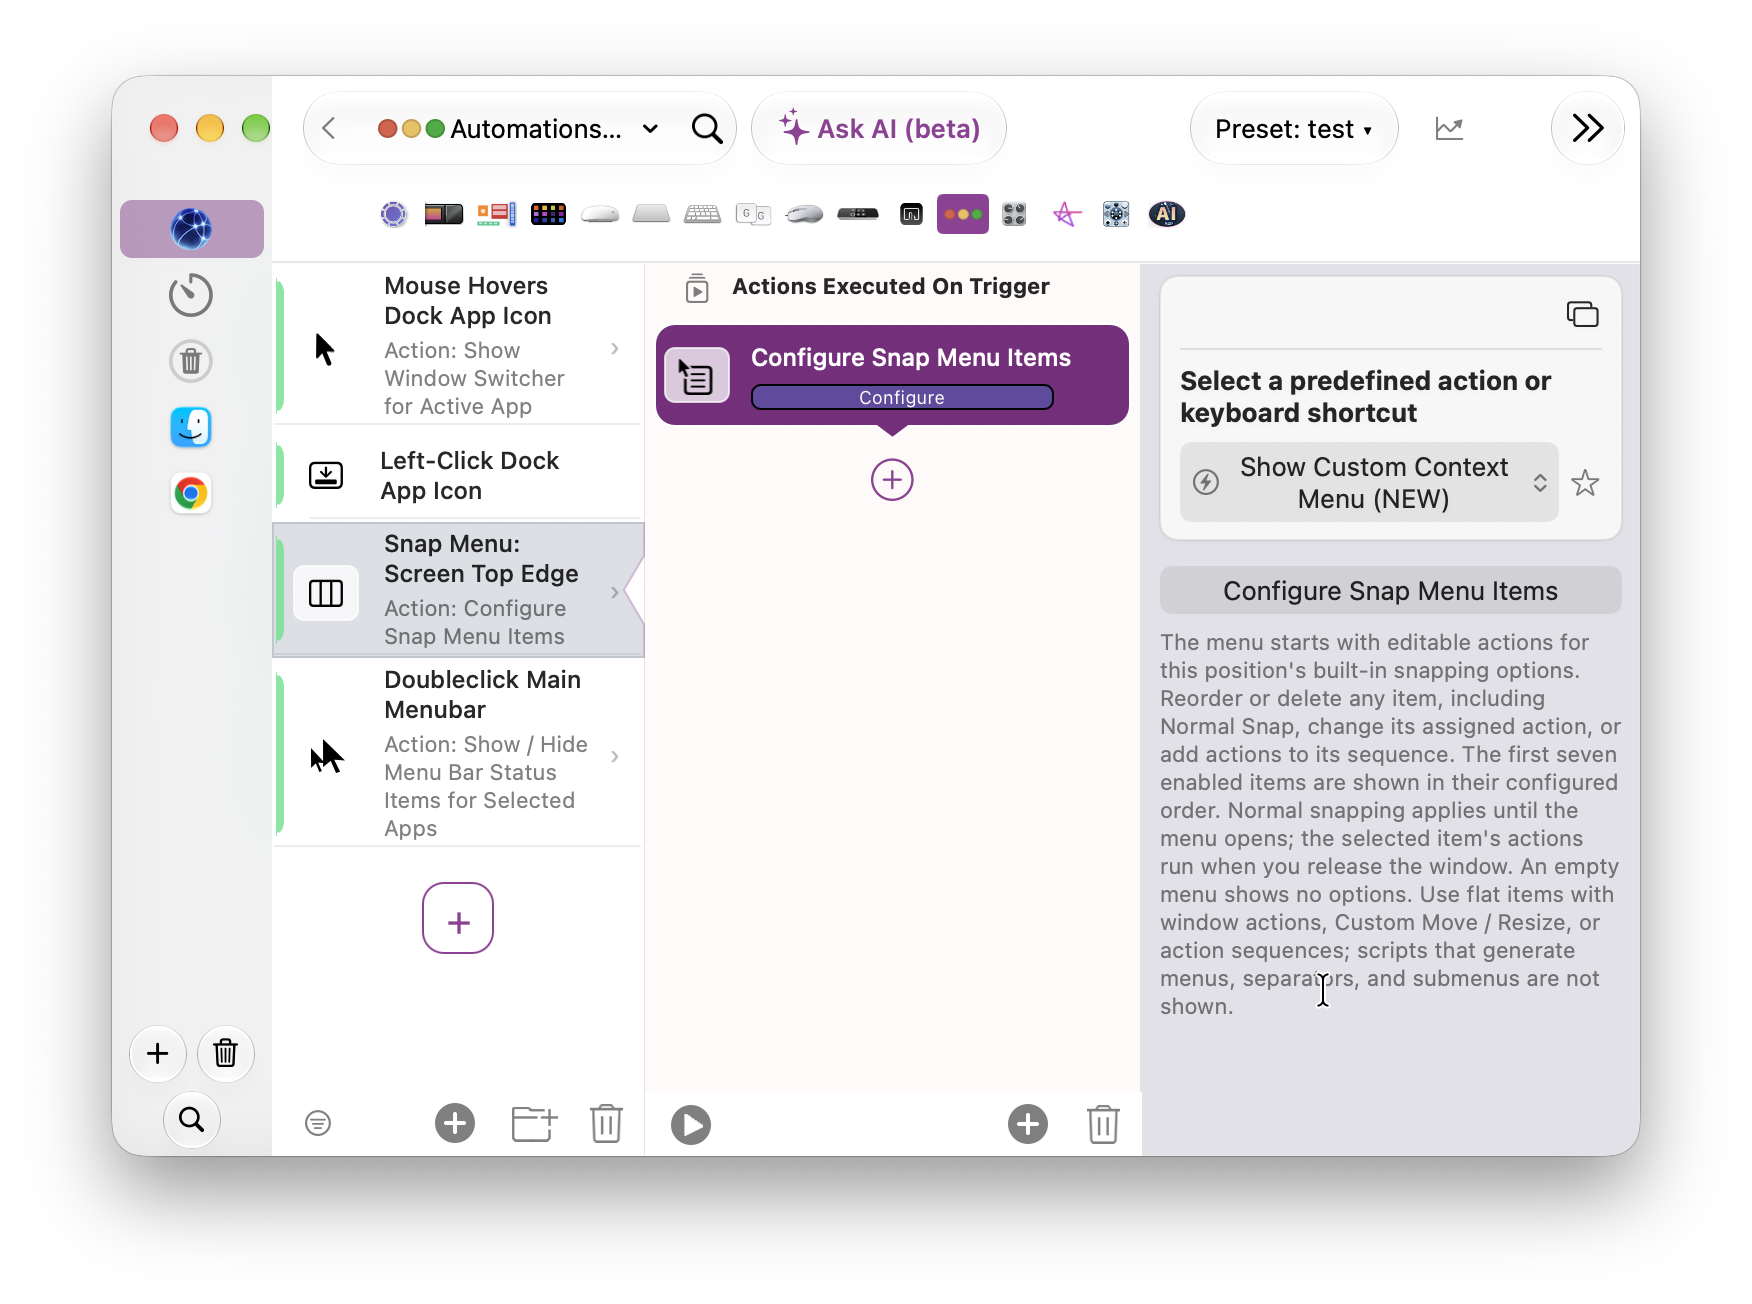 Automations...
Ask AI (beta)
Preset: test ▾
G G
AI
Mouse Hovers
Dock App Icon
Action: Show
Window Switcher
for Active App
Left-Click Dock
App Icon
Snap Menu:
Screen Top Edge
Action: Configure
Snap Menu Items
Doubleclick Main
Menubar
Action: Show / Hide
Menu Bar Status
Items for Selected
Apps
Actions Executed On Trigger
Configure Snap Menu Items
Configure
Select a predefined action or
keyboard shortcut
Show Custom Context
Menu (NEW)
Configure Snap Menu Items
The menu starts with editable actions for
this position's built-in snapping options.
Reorder or delete any item, including
Normal Snap, change its assigned action, or
add actions to its sequence. The first seven
enabled items are shown in their configured
order. Normal snapping applies until the
menu opens; the selected item's actions
run when you release the window. An empty
menu shows no options. Use flat items with
window actions, Custom Move / Resize, or
action sequences; scripts that generate
menus, separators, and submenus are not
shown.